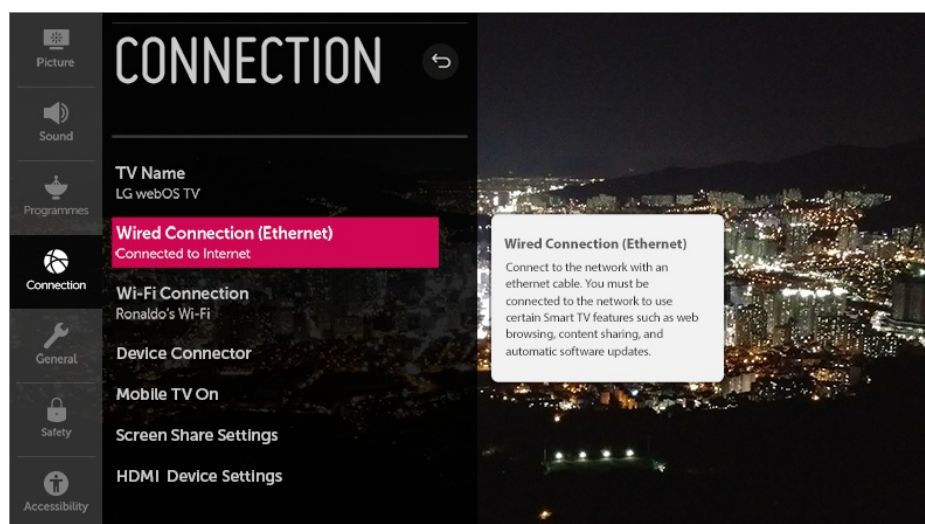 Picture
Sound
Programmes
Connection
General
Safety
Accessibility
CONNECTION
TV Name
LG webOS TV
Wired Connection (Ethernet)
Connected to Internet
Wi-Fi Connection
Ronaldo's Wi-Fi
Device Connector
Mobile TV On
Screen Share Settings
HDMI Device Settings
Wired Connection (Ethernet)
Connect to the network with an
ethernet cable. You must be
connected to the network to use
certain Smart TV features such as web
browsing, content sharing, and
automatic software updates.